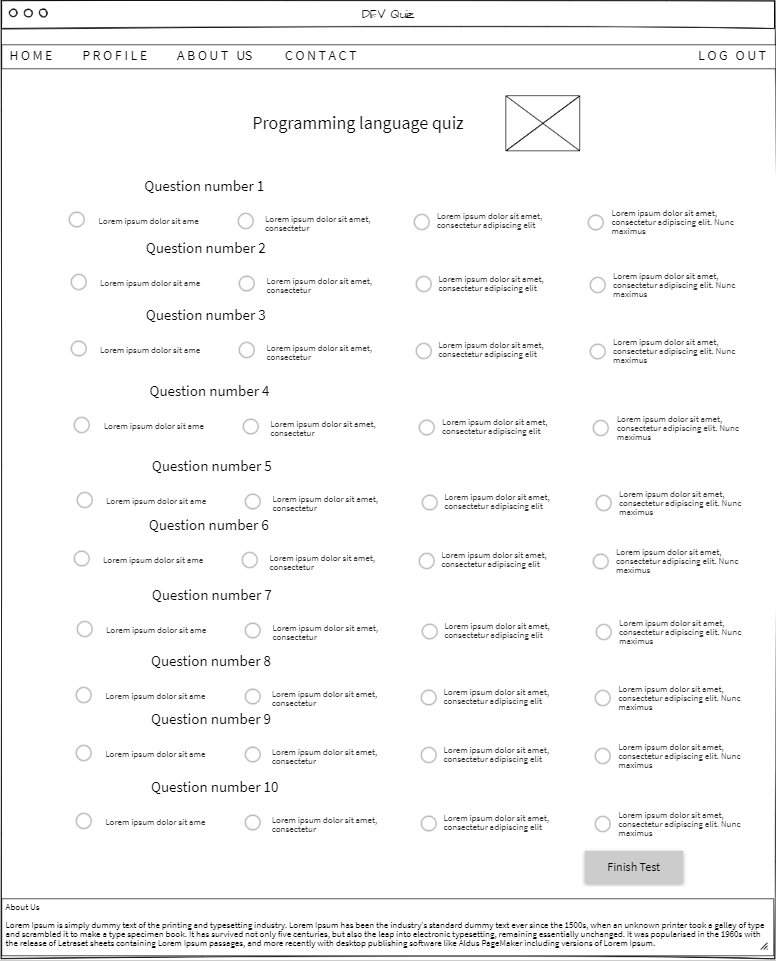 DEV Quiz
HOME PROFILE ABOUT US CONTACT LOG OUT
Programming language quiz
Question number 1
Lorem ipsum dolor sit ame
Lorem ipsum dolor sit amet,
consectetur
Lorem ipsum dolor sit amet,
consectetur adipiscing elit
Lorem ipsum dolor sit amet,
consectetur adipiscing elit. Nunc
maximus
Question number 2
Lorem ipsum dolor sit ame
Lorem ipsum dolor sit amet,
consectetur
Lorem ipsum dolor sit amet,
consectetur adipiscing elit
Lorem ipsum dolor sit amet,
consectetur adipiscing elit. Nunc
maximus
Question number 3
Lorem ipsum dolor sit ame
Lorem ipsum dolor sit amet,
consectetur
Lorem ipsum dolor sit amet,
consectetur adipiscing elit
Lorem ipsum dolor sit amet,
consectetur adipiscing elit. Nunc
maximus
Question number 4
Lorem ipsum dolor sit ame
Lorem ipsum dolor sit amet,
consectetur
Lorem ipsum dolor sit amet,
consectetur adipiscing elit
Lorem ipsum dolor sit amet,
consectetur adipiscing elit. Nunc
maximus
Question number 5
Lorem ipsum dolor sit ame
Lorem ipsum dolor sit amet,
consectetur
Lorem ipsum dolor sit amet,
consectetur adipiscing elit
Lorem ipsum dolor sit amet,
consectetur adipiscing elit. Nunc
maximus
Question number 6
Lorem ipsum dolor sit ame
Lorem ipsum dolor sit amet,
consectetur
Lorem ipsum dolor sit amet,
consectetur adipiscing elit
Lorem ipsum dolor sit amet,
consectetur adipiscing elit. Nunc
maximus
Question number 7
Lorem ipsum dolor sit ame
Lorem ipsum dolor sit amet,
consectetur
Lorem ipsum dolor sit amet,
consectetur adipiscing elit
Lorem ipsum dolor sit amet,
consectetur adipiscing elit. Nunc
maximus
Question number 8
Lorem ipsum dolor sit ame
Lorem ipsum dolor sit amet,
consectetur
Lorem ipsum dolor sit amet,
consectetur adipiscing elit
Lorem ipsum dolor sit amet,
consectetur adipiscing elit. Nunc
maximus
Question number 9
Lorem ipsum dolor sit ame
Lorem ipsum dolor sit amet,
consectetur
Lorem ipsum dolor sit amet,
consectetur adipiscing elit
Lorem ipsum dolor sit amet,
consectetur adipiscing elit. Nunc
maximus
Question number 10
Lorem ipsum dolor sit ame
Lorem ipsum dolor sit amet,
consectetur
Lorem ipsum dolor sit amet,
consectetur adipiscing elit
Lorem ipsum dolor sit amet,
consectetur adipiscing elit. Nunc
maximus
Finish Test
About Us
Lorem Ipsum is simply dummy text of the printing and typesetting industry. Lorem Ipsum has been the industry's standard dummy text ever since the 1500s, when an unknown printer took a galley of type
and scrambled it to make a type specimen book. It has survived not only five centuries, but also the leap into electronic typesetting, remaining essentially unchanged. It was popularised in the 1960s with
the release of Letraset sheets containing Lorem Ipsum passages, and more recently with desktop publishing software like Aldus PageMaker including versions of Lorem Ipsum.